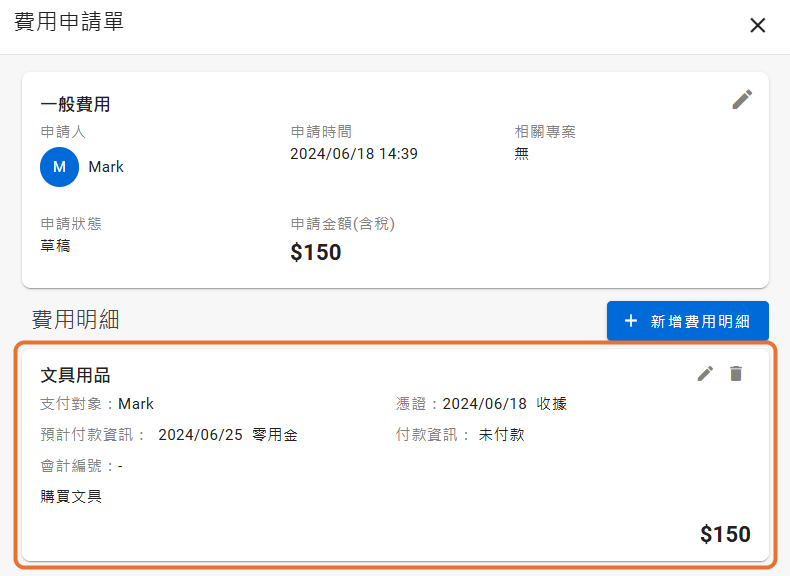 費用申請單
一般費用
申請人 申請時間 相關專案
M Mark 2024/06/18 14:39 無
申請狀態 申請金額(含稅)
草稿 $150
費用明細 + 新增費用明細
文具用品
支付對象：Mark 憑證：2024/06/18 收據
預計付款資訊： 2024/06/25 零用金 付款資訊： 未付款
會計編號：-
購買文具
$150